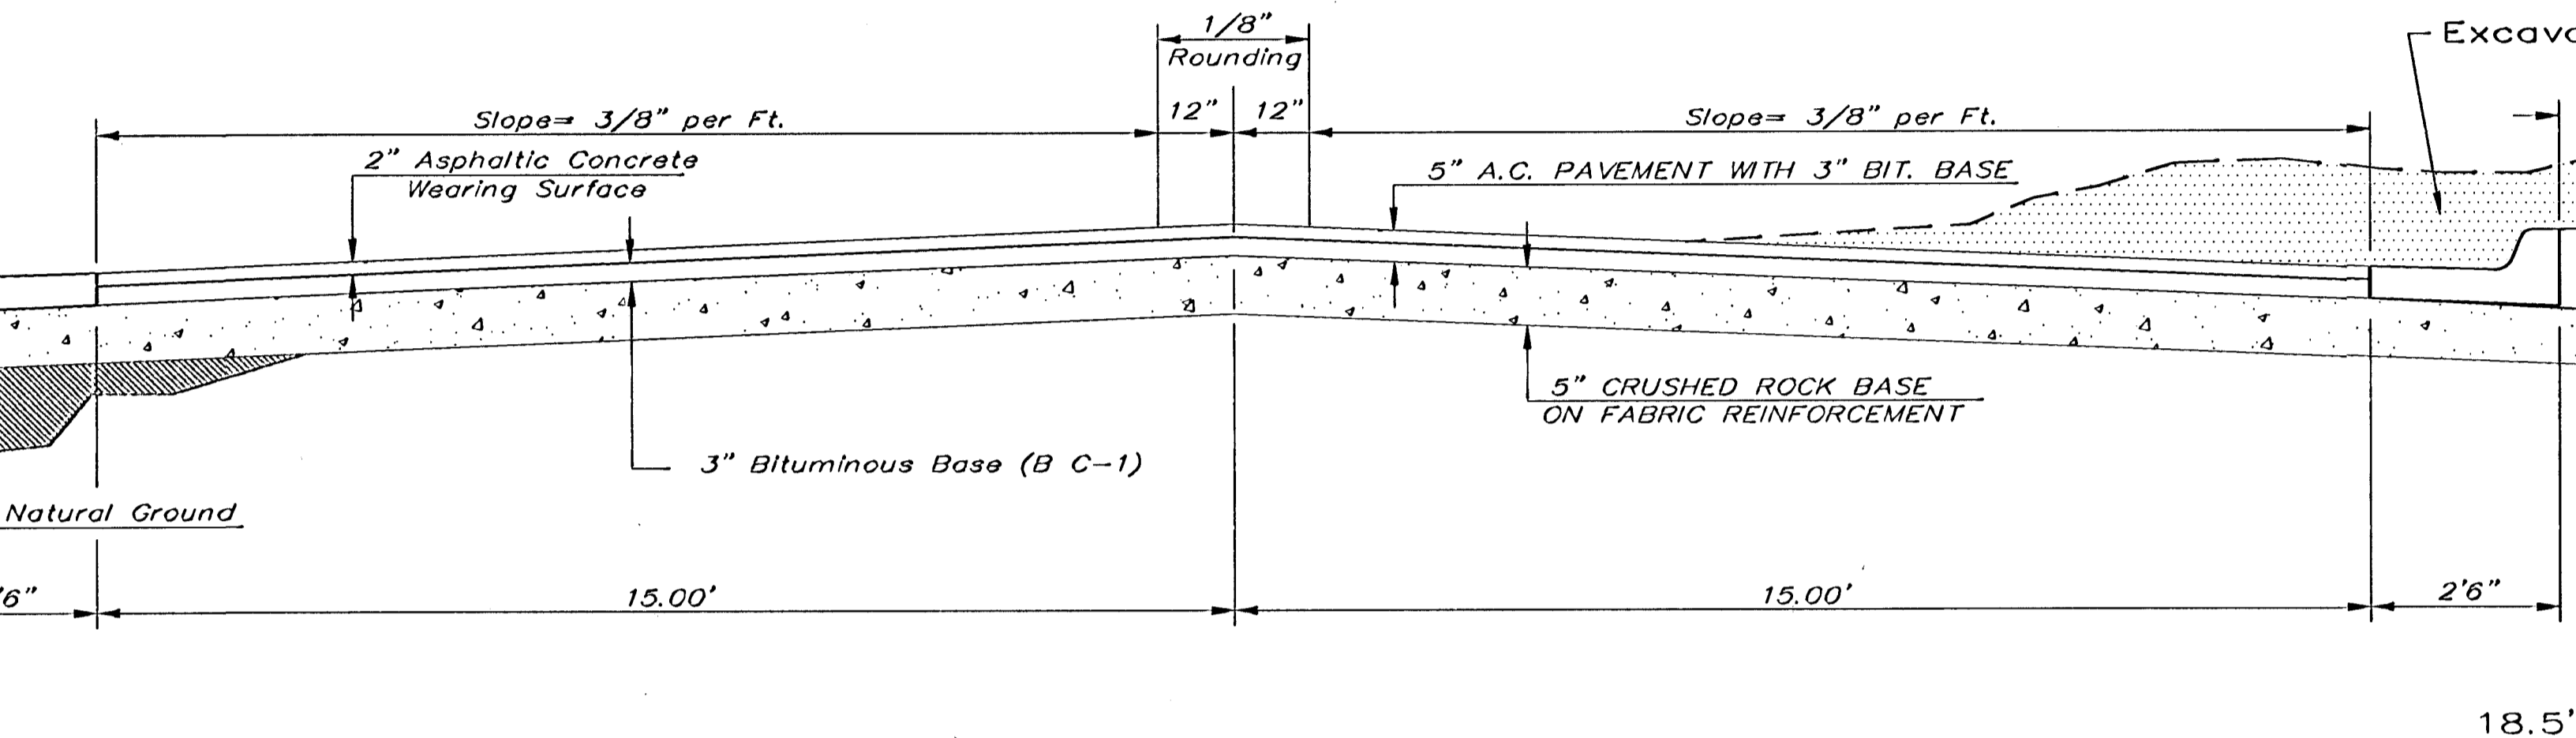 1/8"
Rounding
Excava
Slope= 3/8" per Ft.
12"
12"
Slope= 3/8" per Ft.
2" Asphaltic Concrete
Wearing Surface
5" A.C. PAVEMENT WITH 3" BIT. BASE
5" CRUSHED ROCK BASE
ON FABRIC REINFORCEMENT
3" Bituminous Base (B C-1)
Natural Ground
'6"
15.00'
15.00'
2'6"
18.5'